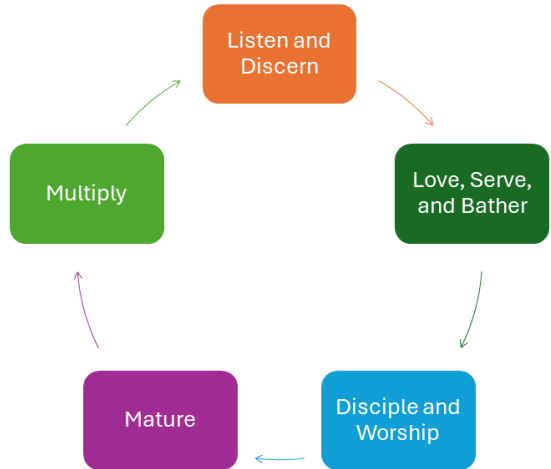 Listen and
Discern
Love, Serve,
and Bather
Disciple and
Worship
Mature
Multiply